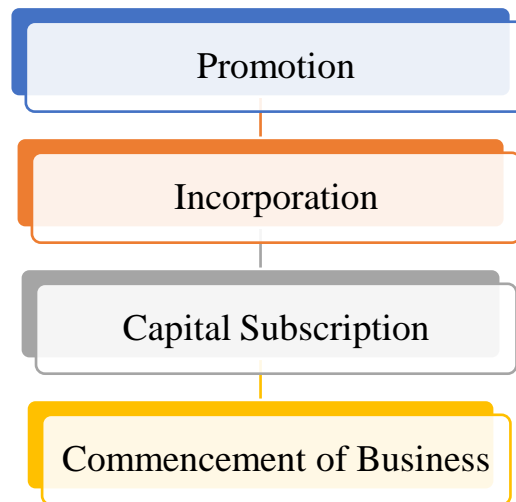 Promotion
Incorporation
Capital Subscription
Commencement of Business